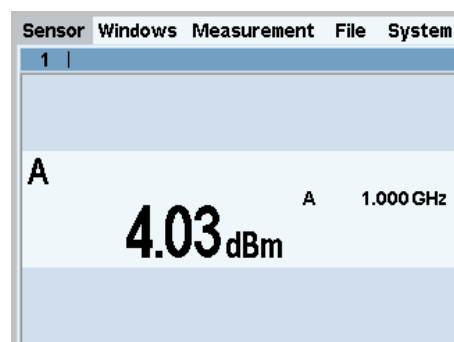 Sensor Windows Measurement File System
1 |
A
4.03 dBm
A 1.000 GHz